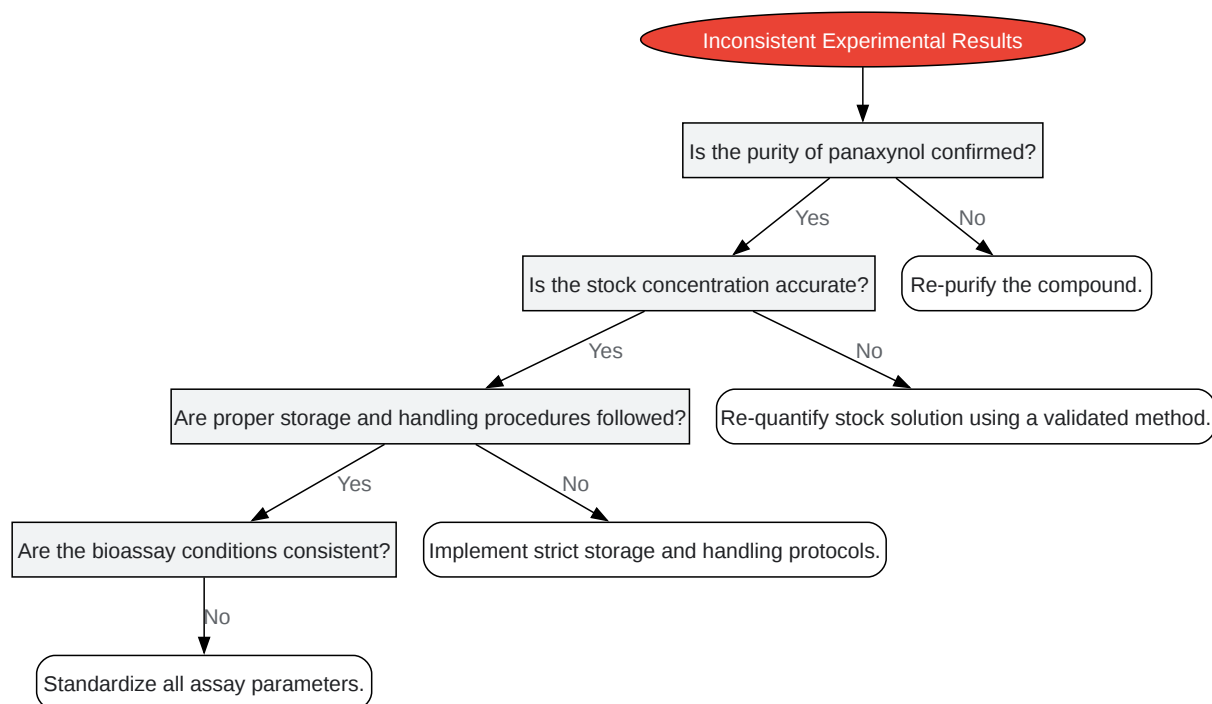 Inconsistent Experimental Results
Is the purity of panaxynol confirmed?
Yes
No
Is the stock concentration accurate?
Re-purify the compound.
Yes
No
Are proper storage and handling procedures followed?
Re-quantify stock solution using a validated method.
Yes
No
Are the bioassay conditions consistent?
Implement strict storage and handling protocols.
No
Standardize all assay parameters.